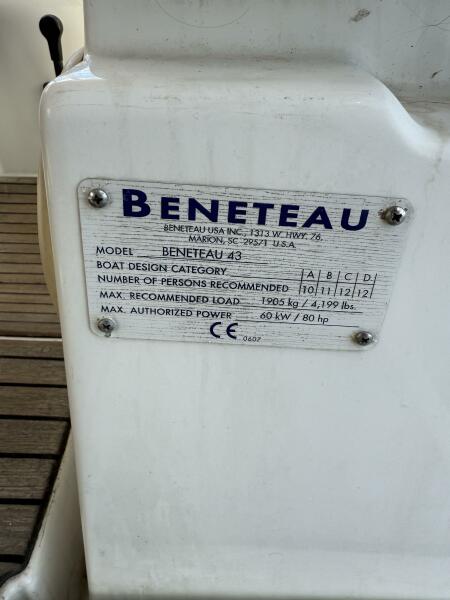 BENETEAU
BENETEAU USA INC., 1313 W. HWY. 76,
MARION, SC 29571 U.S.A.
MODEL BENETEAU 43
BOAT DESIGN CATEGORY A B C D
NUMBER OF PERSONS RECOMMENDED 10 11 12 12
MAX. RECOMMENDED LOAD 1905 kg / 4,199 lbs.
MAX. AUTHORIZED POWER 60 kW / 80 hp
CE 0607